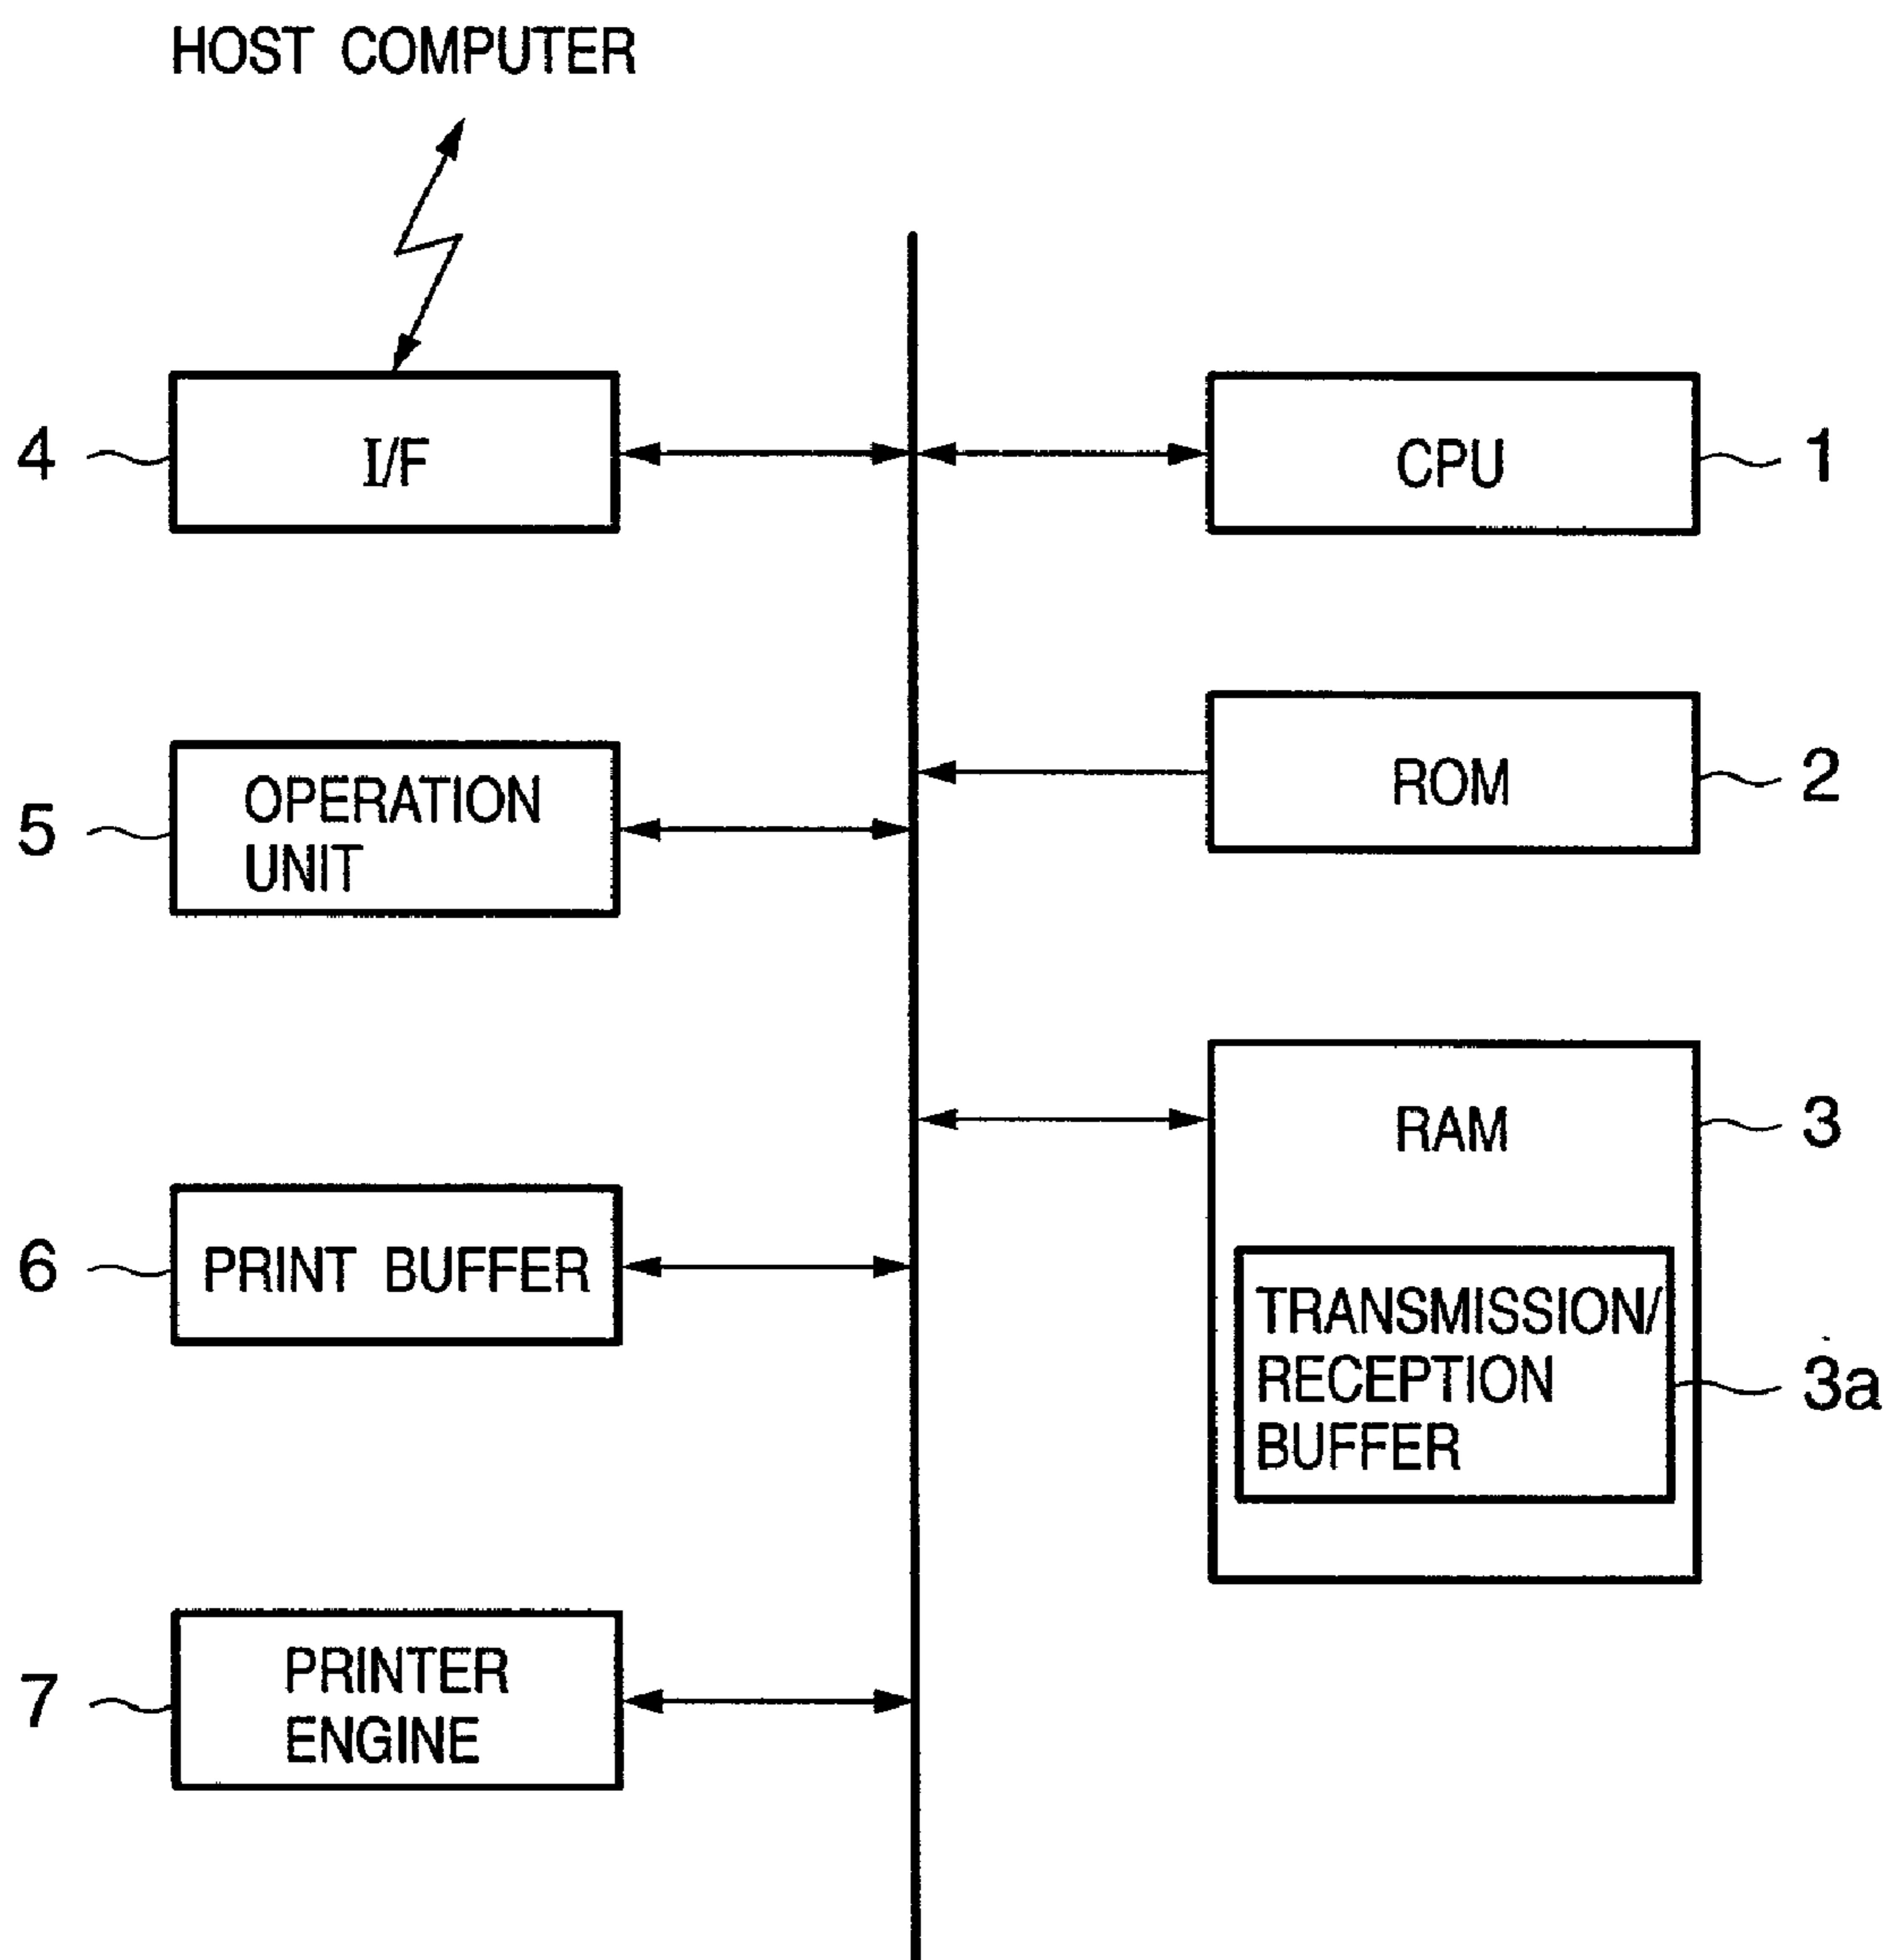 HOST COMPUTER
4
I/F
CPU
1
ROM
2
5
OPERATION
UNIT
RAM
3
6
PRINT BUFFER
TRANSMISSION/
RECEPTION
BUFFER
3a
7
PRINTER
ENGINE